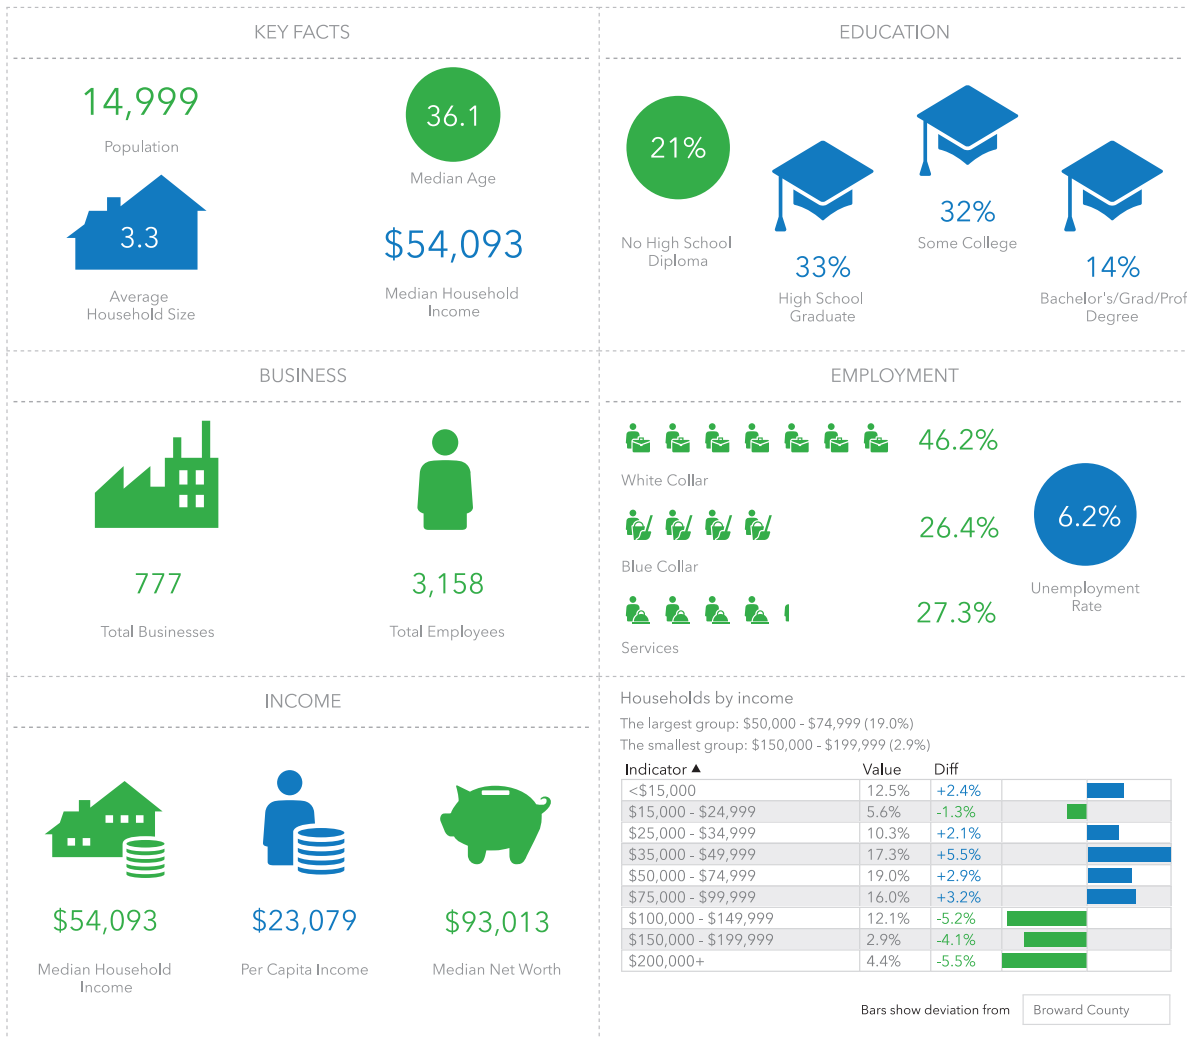 KEY FACTS
14,999
Population
36.1
Median Age
3.3
Average
Household Size
$54,093
Median Household
Income
EDUCATION
21%
No High School
Diploma
33%
High School
Graduate
32%
Some College
14%
Bachelor's/Grad/Prof
Degree
BUSINESS
777
Total Businesses
3,158
Total Employees
EMPLOYMENT
46.2%
White Collar
26.4%
Blue Collar
27.3%
Services
6.2%
Unemployment
Rate
INCOME
$54,093
Median Household
Income
$23,079
Per Capita Income
$93,013
Median Net Worth
Households by income
The largest group: $50,000 - $74,999 (19.0%)
The smallest group: $150,000 - $199,999 (2.9%)
Indicator ▲ Value Diff
<$15,000 12.5% +2.4%
$15,000 - $24,999 5.6% -1.3%
$25,000 - $34,999 10.3% +2.1%
$35,000 - $49,999 17.3% +5.5%
$50,000 - $74,999 19.0% +2.9%
$75,000 - $99,999 16.0% +3.2%
$100,000 - $149,999 12.1% -5.2%
$150,000 - $199,999 2.9% -4.1%
$200,000+ 4.4% -5.5%
Bars show deviation from Broward County